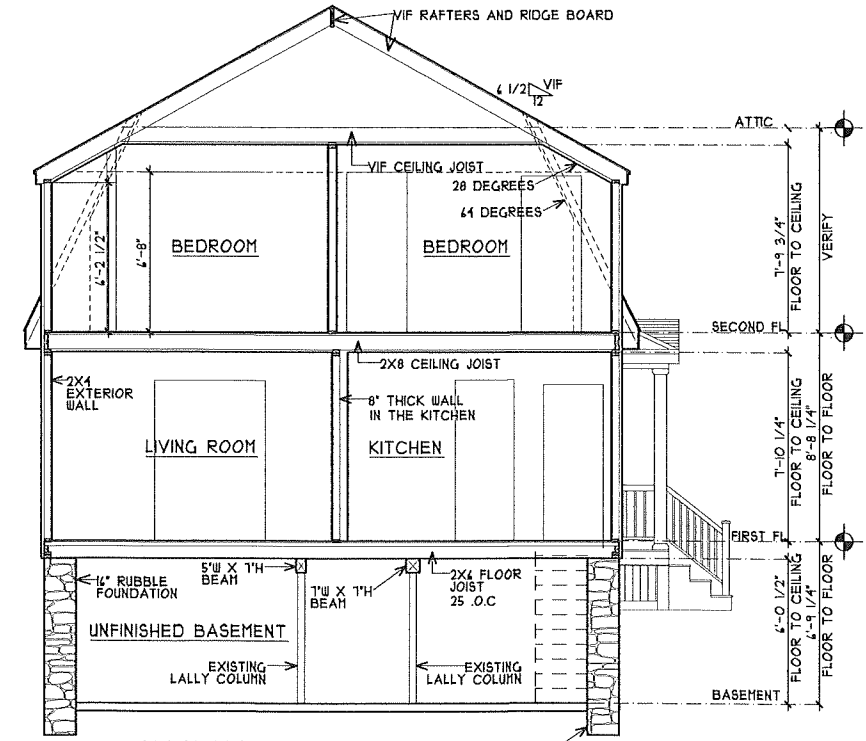 VIF RAFTERS AND RIDGE BOARD
6 1/2 VIF
12
ATTIC
VIF CEILING JOIST
28 DEGREES
64 DEGREES
BEDROOM
BEDROOM
6'-2 1/2"
6'-8"
7'-9 3/4"
FLOOR TO CEILING
VERIFY
SECOND FL
2X8 CEILING JOIST
2X4
EXTERIOR
WALL
8" THICK WALL
IN THE KITCHEN
LIVING ROOM
KITCHEN
7'-10 1/4"
FLOOR TO CEILING
8'-8 1/4"
FLOOR TO FLOOR
FIRST FL
16" RUBBLE
FOUNDATION
5"W X 7"H
BEAM
7"W X 7"H
BEAM
2X6 FLOOR
JOIST
25 .O.C
UNFINISHED BASEMENT
EXISTING
LALLY COLUMN
EXISTING
LALLY COLUMN
6'-0 1/2"
FLOOR TO CEILING
6'-9 1/4"
FLOOR TO FLOOR
BASEMENT